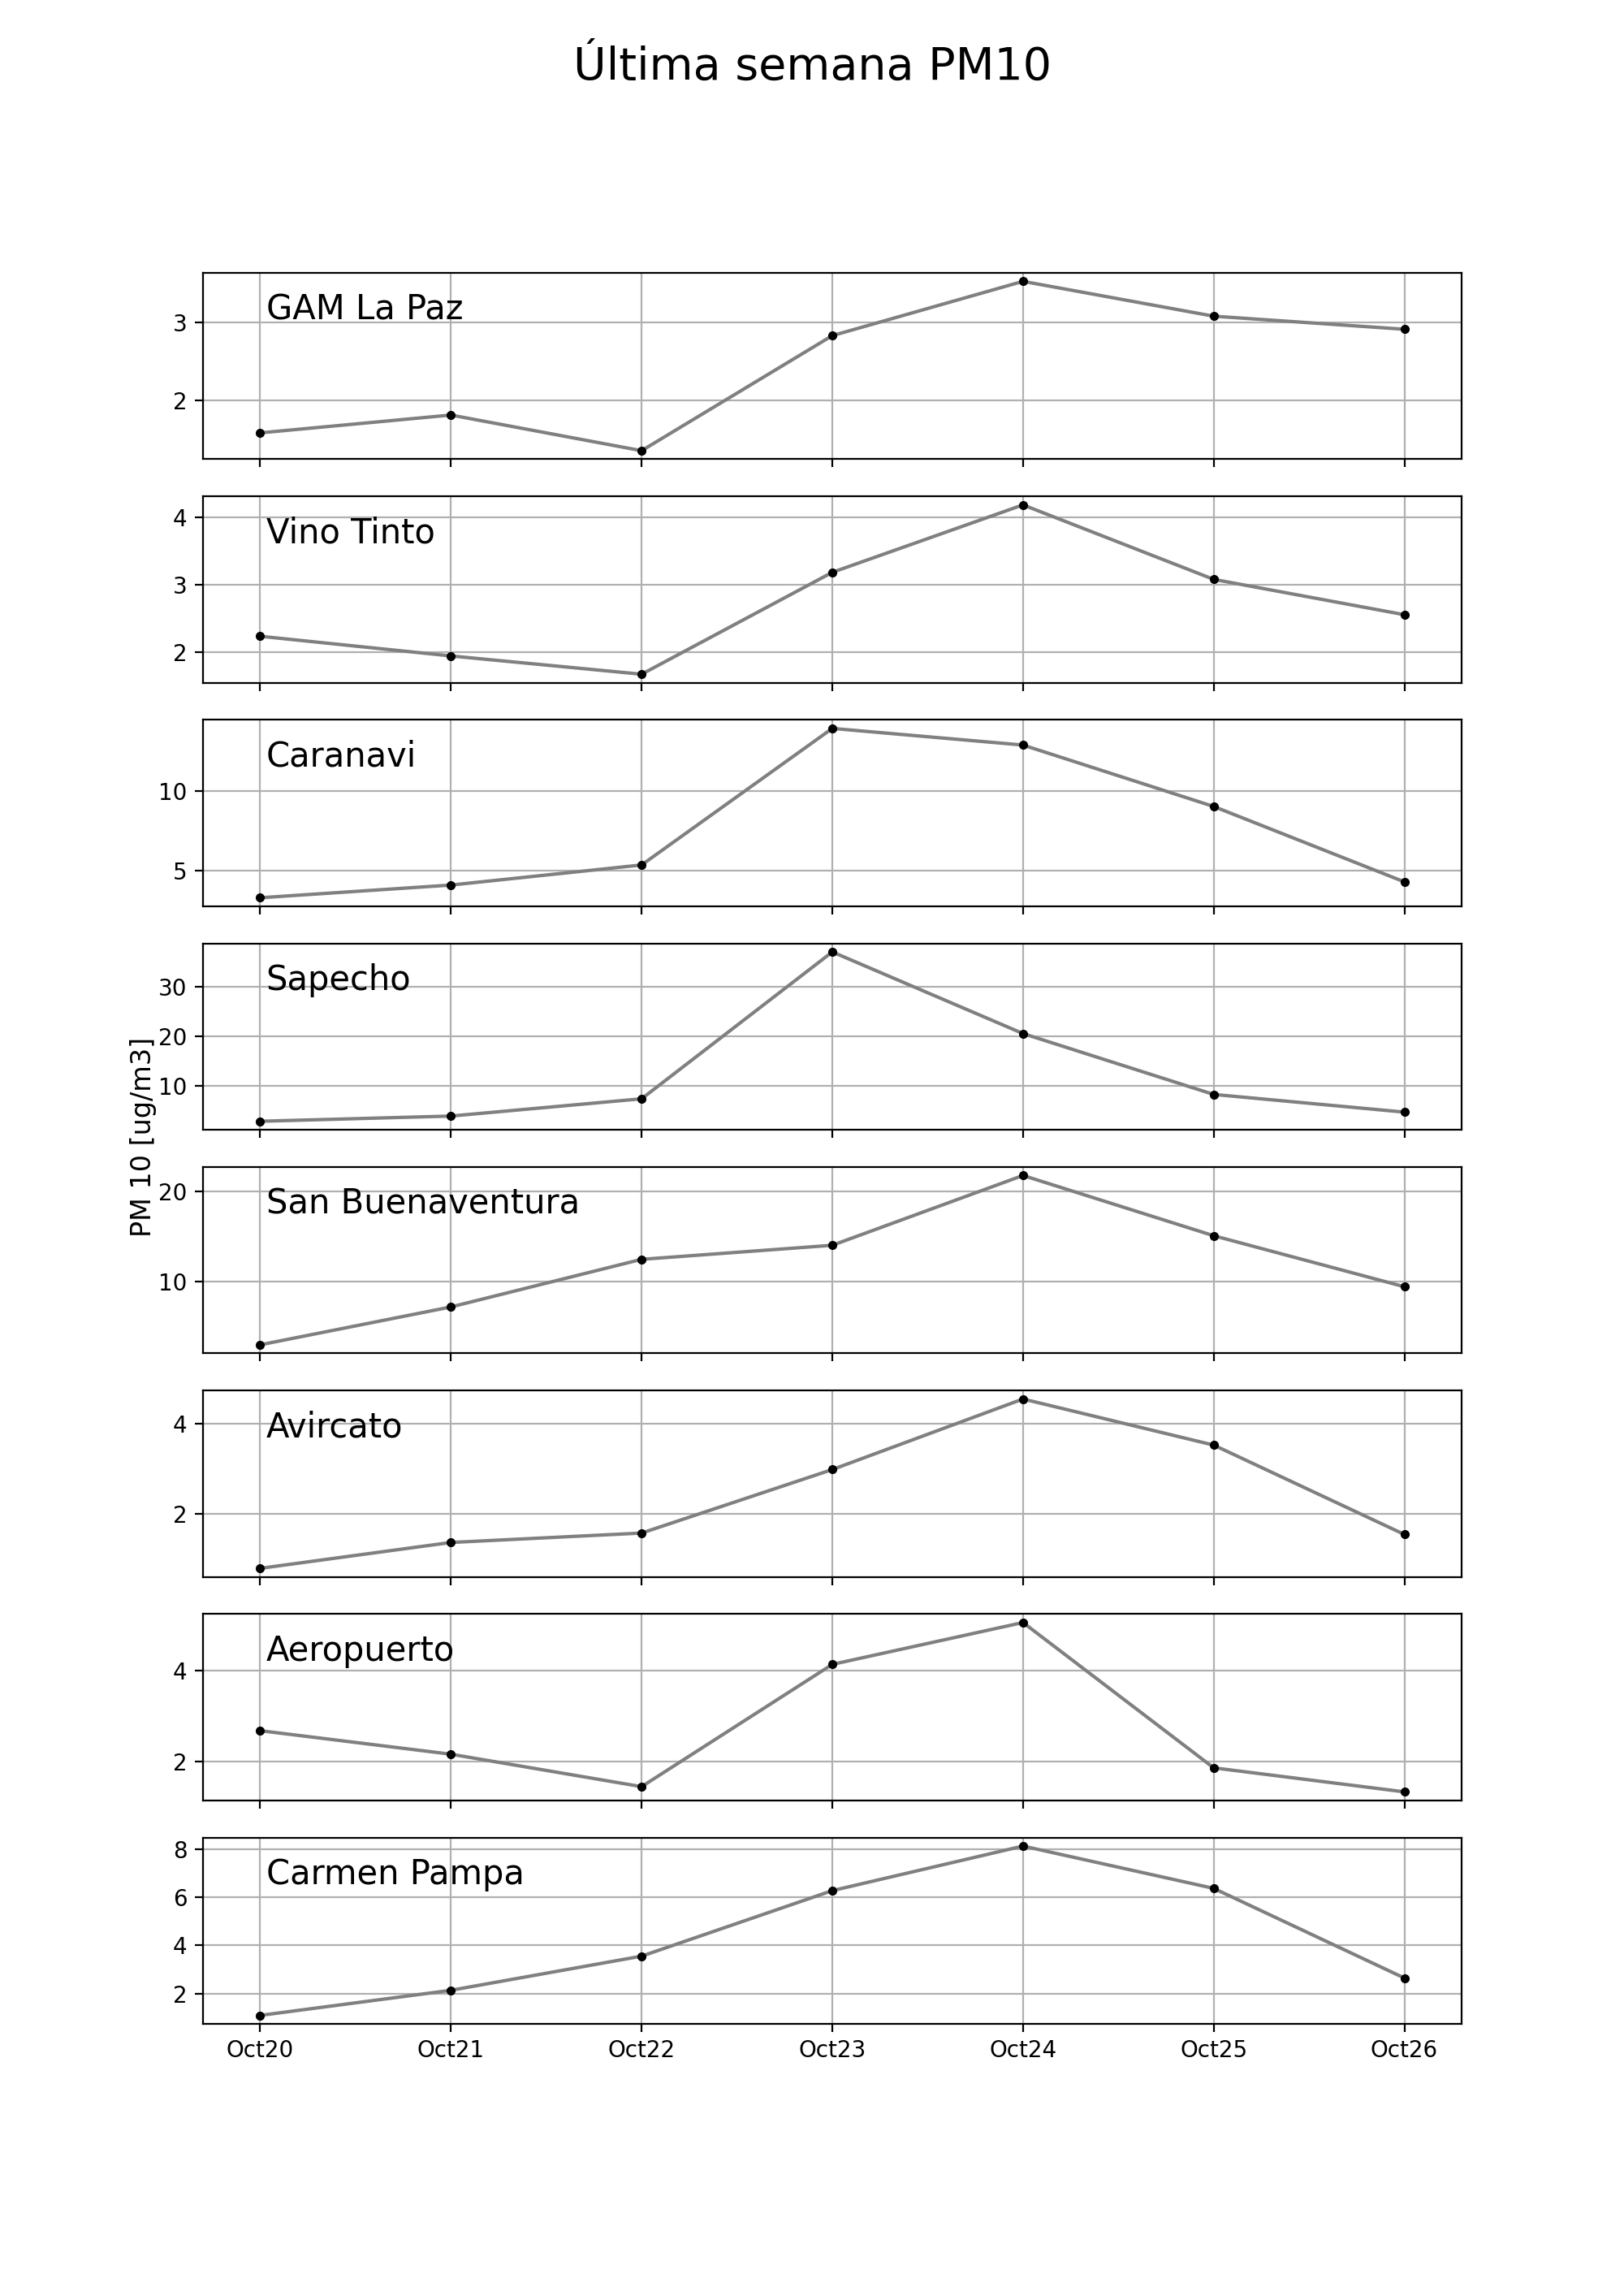 Última semana PM10
GAM La Paz
3
2
Vino Tinto
4
3
2
Caranavi
10
5
Sapecho
30
20
10
PM 10 [ug/m3]
San Buenaventura
20
10
Avircato
4
2
Aeropuerto
4
2
Carmen Pampa
8
6
4
2
Oct20 Oct21 Oct22 Oct23 Oct24 Oct25 Oct26